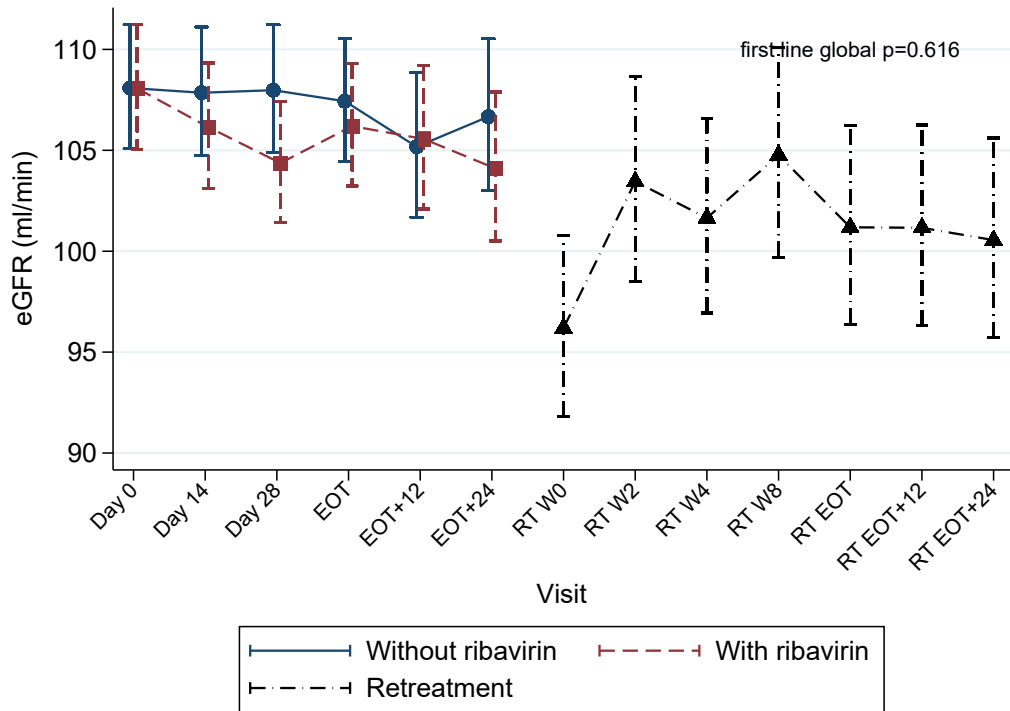 first-line global p=0.616
eGFR (ml/min)
110
105
100
95
90
Day 0
Day 14
Day 28
EOT
EOT+12
EOT+24
RT W0
RT W2
RT W4
RT W8
RT EOT
RT EOT+12
RT EOT+24
Visit
Without ribavirin
With ribavirin
Retreatment